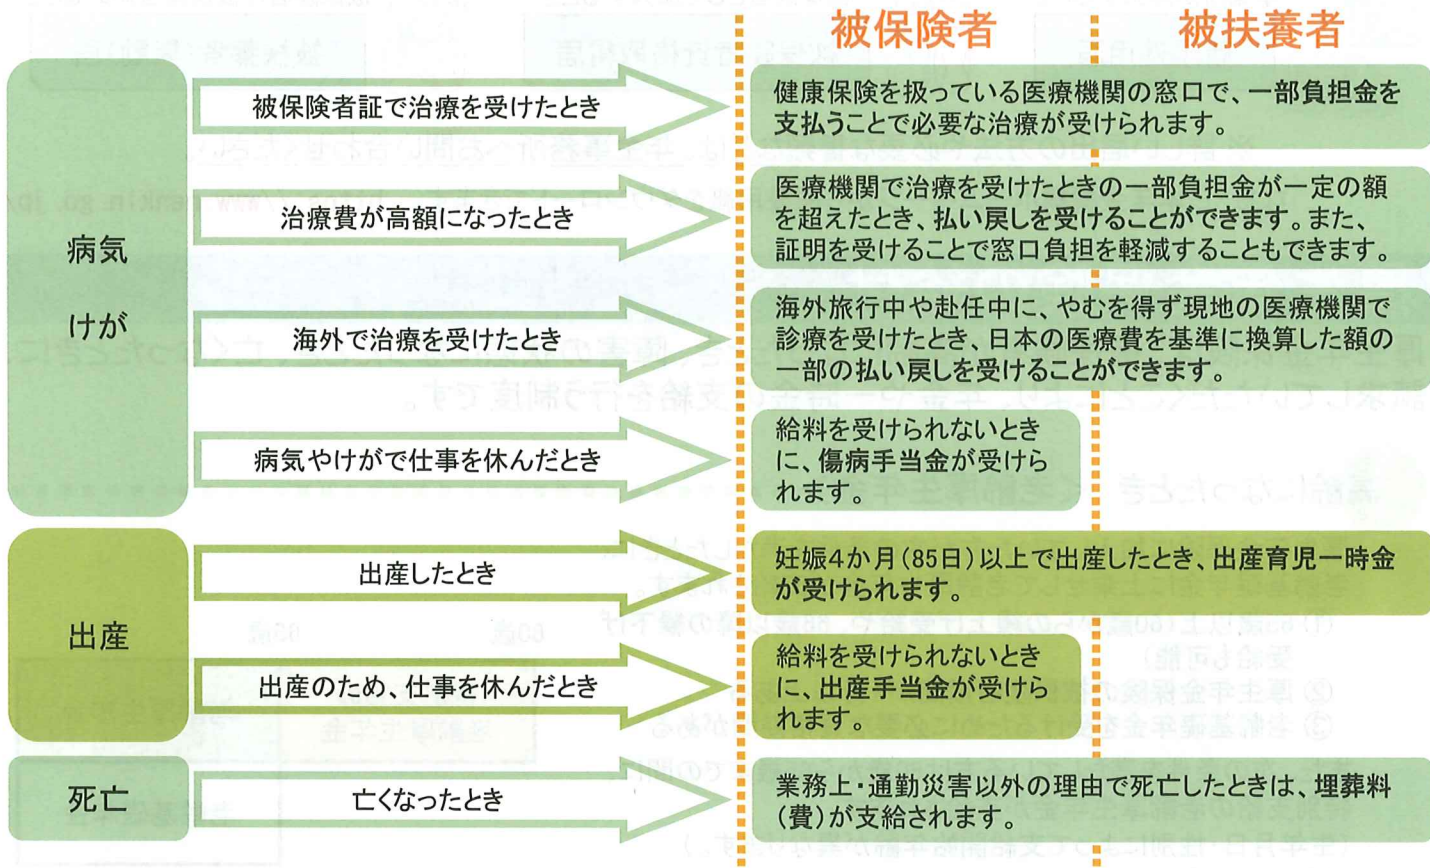 被保険者
被扶養者
病気
けが
被保険者証で治療を受けたとき
健康保険を扱っている医療機関の窓口で、一部負担金を
支払うことで必要な治療が受けられます。
治療費が高額になったとき
医療機関で治療を受けたときの一部負担金が一定の額
を超えたとき、払い戻しを受けることができます。また、
証明を受けることで窓口負担を軽減することもできます。
海外で治療を受けたとき
海外旅行中や赴任中に、やむを得ず現地の医療機関で
診療を受けたとき、日本の医療費を基準に換算した額の
一部の払い戻しを受けることができます。
病気やけがで仕事を休んだとき
給料を受けられないとき
に、傷病手当金が受けら
れます。
出産
出産したとき
妊娠4か月(85日)以上で出産したとき、出産育児一時金
が受けられます。
出産のため、仕事を休んだとき
給料を受けられないとき
に、出産手当金が受けら
れます。
死亡
亡くなったとき
業務上・通勤災害以外の理由で死亡したときは、埋葬料
(費)が支給されます。